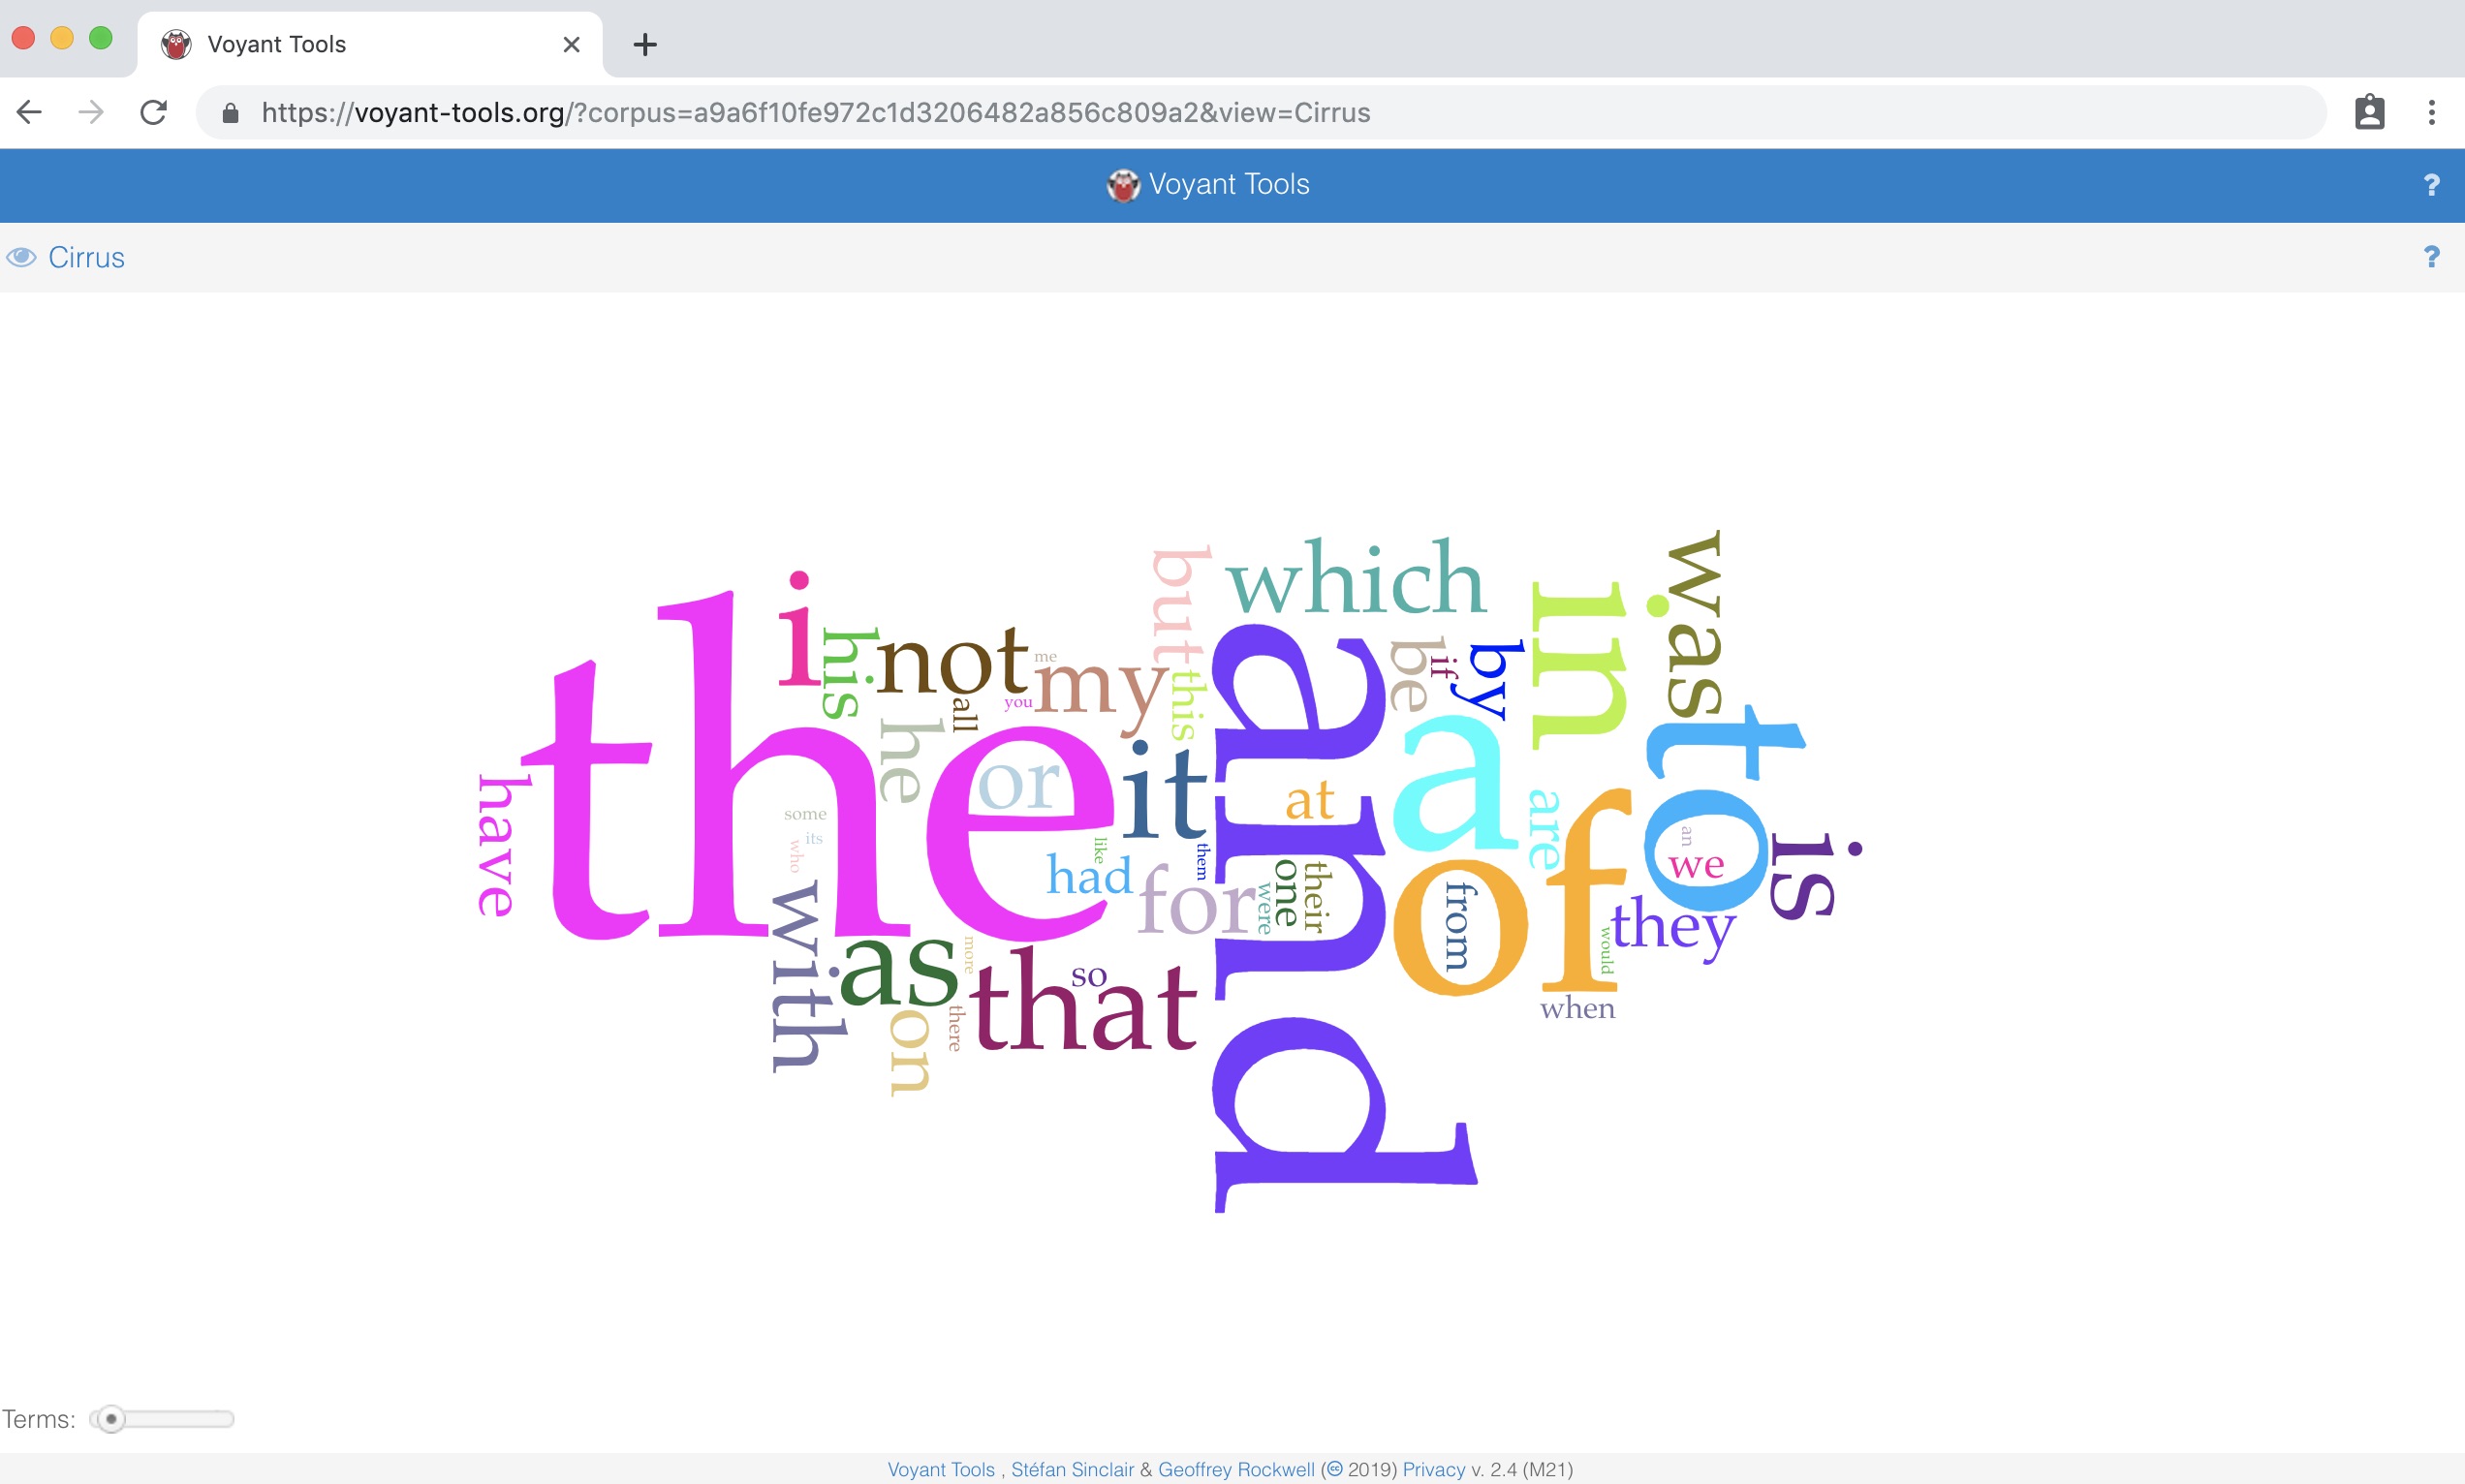 Voyant Tools
https://voyant-tools.org/?corpus=a9a6f10fe972c1d3206482a856c809a2&view=Cirrus
Voyant Tools ?
Cirrus ?
was
which
but
i
in
his
not
me
my
be
if
by
you
this
all
and
he
to
a
the
or
it
at
have
some
its
who
like
them
are
an
we
is
had
for
were
one
their
from
of
they
would
with
as
more
so
that
when
on
there
Terms:
Voyant Tools , Stéfan Sinclair & Geoffrey Rockwell (cc 2019) Privacy v. 2.4 (M21)